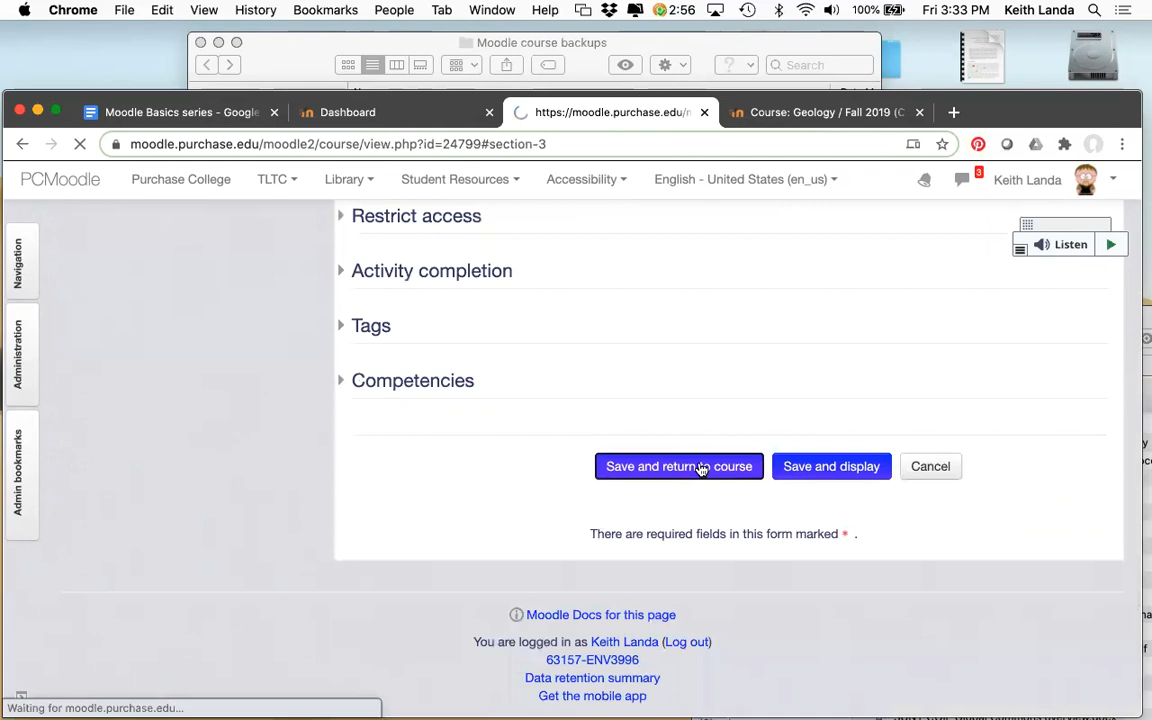 Chrome File Edit View History Bookmarks People Tab Window Help 2:56 100% Fri 3:33 PM Keith Landa
Moodle course backups
Search
Moodle Basics series - Google
Dashboard
https://moodle.purchase.edu/n
Course: Geology / Fall 2019 (C
moodle.purchase.edu/moodle2/course/view.php?id=24799#section-3
PCMoodle Purchase College TLTC Library Student Resources Accessibility English - United States (en_us) 3 Keith Landa
Restrict access
Listen
Navigation
Activity completion
Administration
Tags
Competencies
Admin bookmarks
Save and return to course Save and display Cancel
There are required fields in this form marked * .
Moodle Docs for this page
You are logged in as Keith Landa (Log out)
63157-ENV3996
Data retention summary
Get the mobile app
Waiting for moodle.purchase.edu...